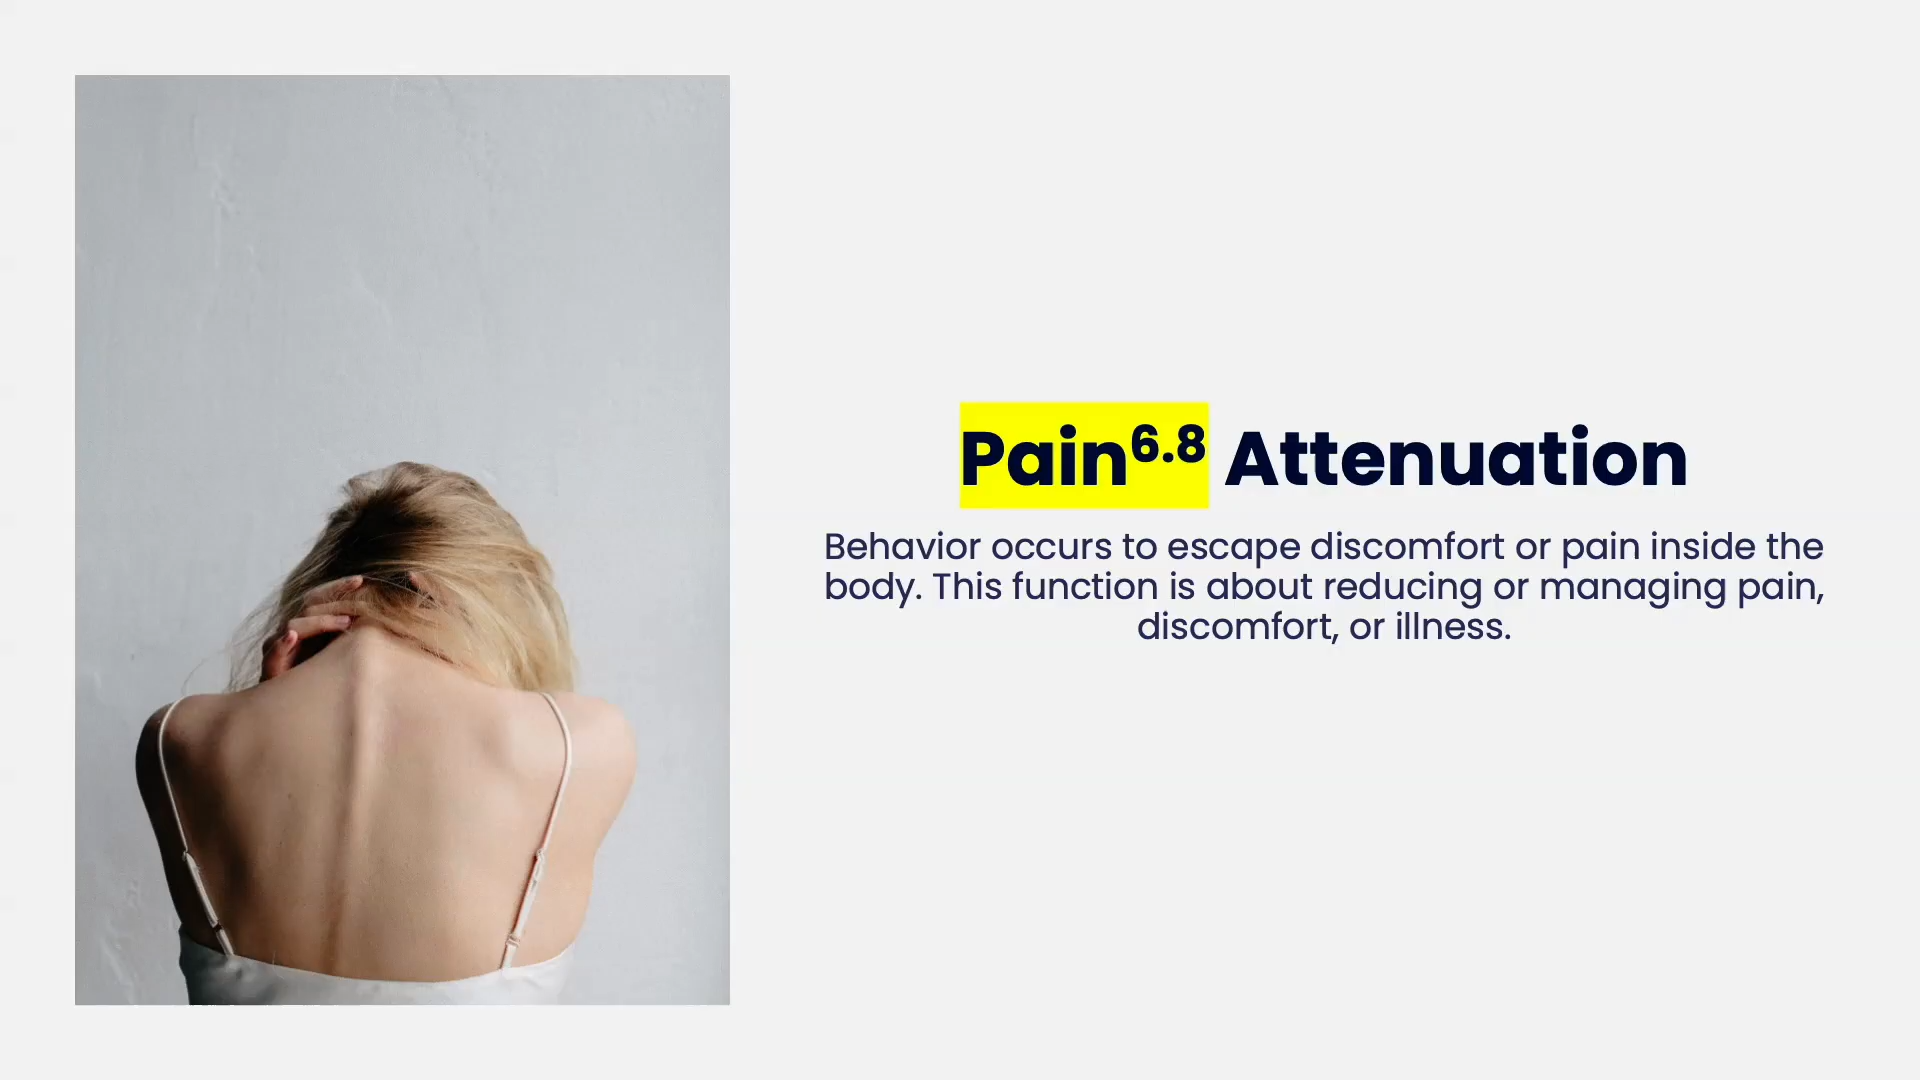 Pain6.8 Attenuation
Behavior occurs to escape discomfort or pain inside the
body. This function is about reducing or managing pain,
discomfort, or illness.